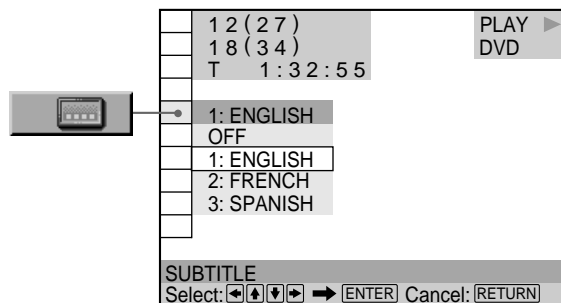 12(27)
18(34)
T 1:32:55
PLAY
DVD
1: ENGLISH
OFF
1: ENGLISH
2: FRENCH
3: SPANISH
SUBTITLE
Select: ENTER Cancel: RETURN